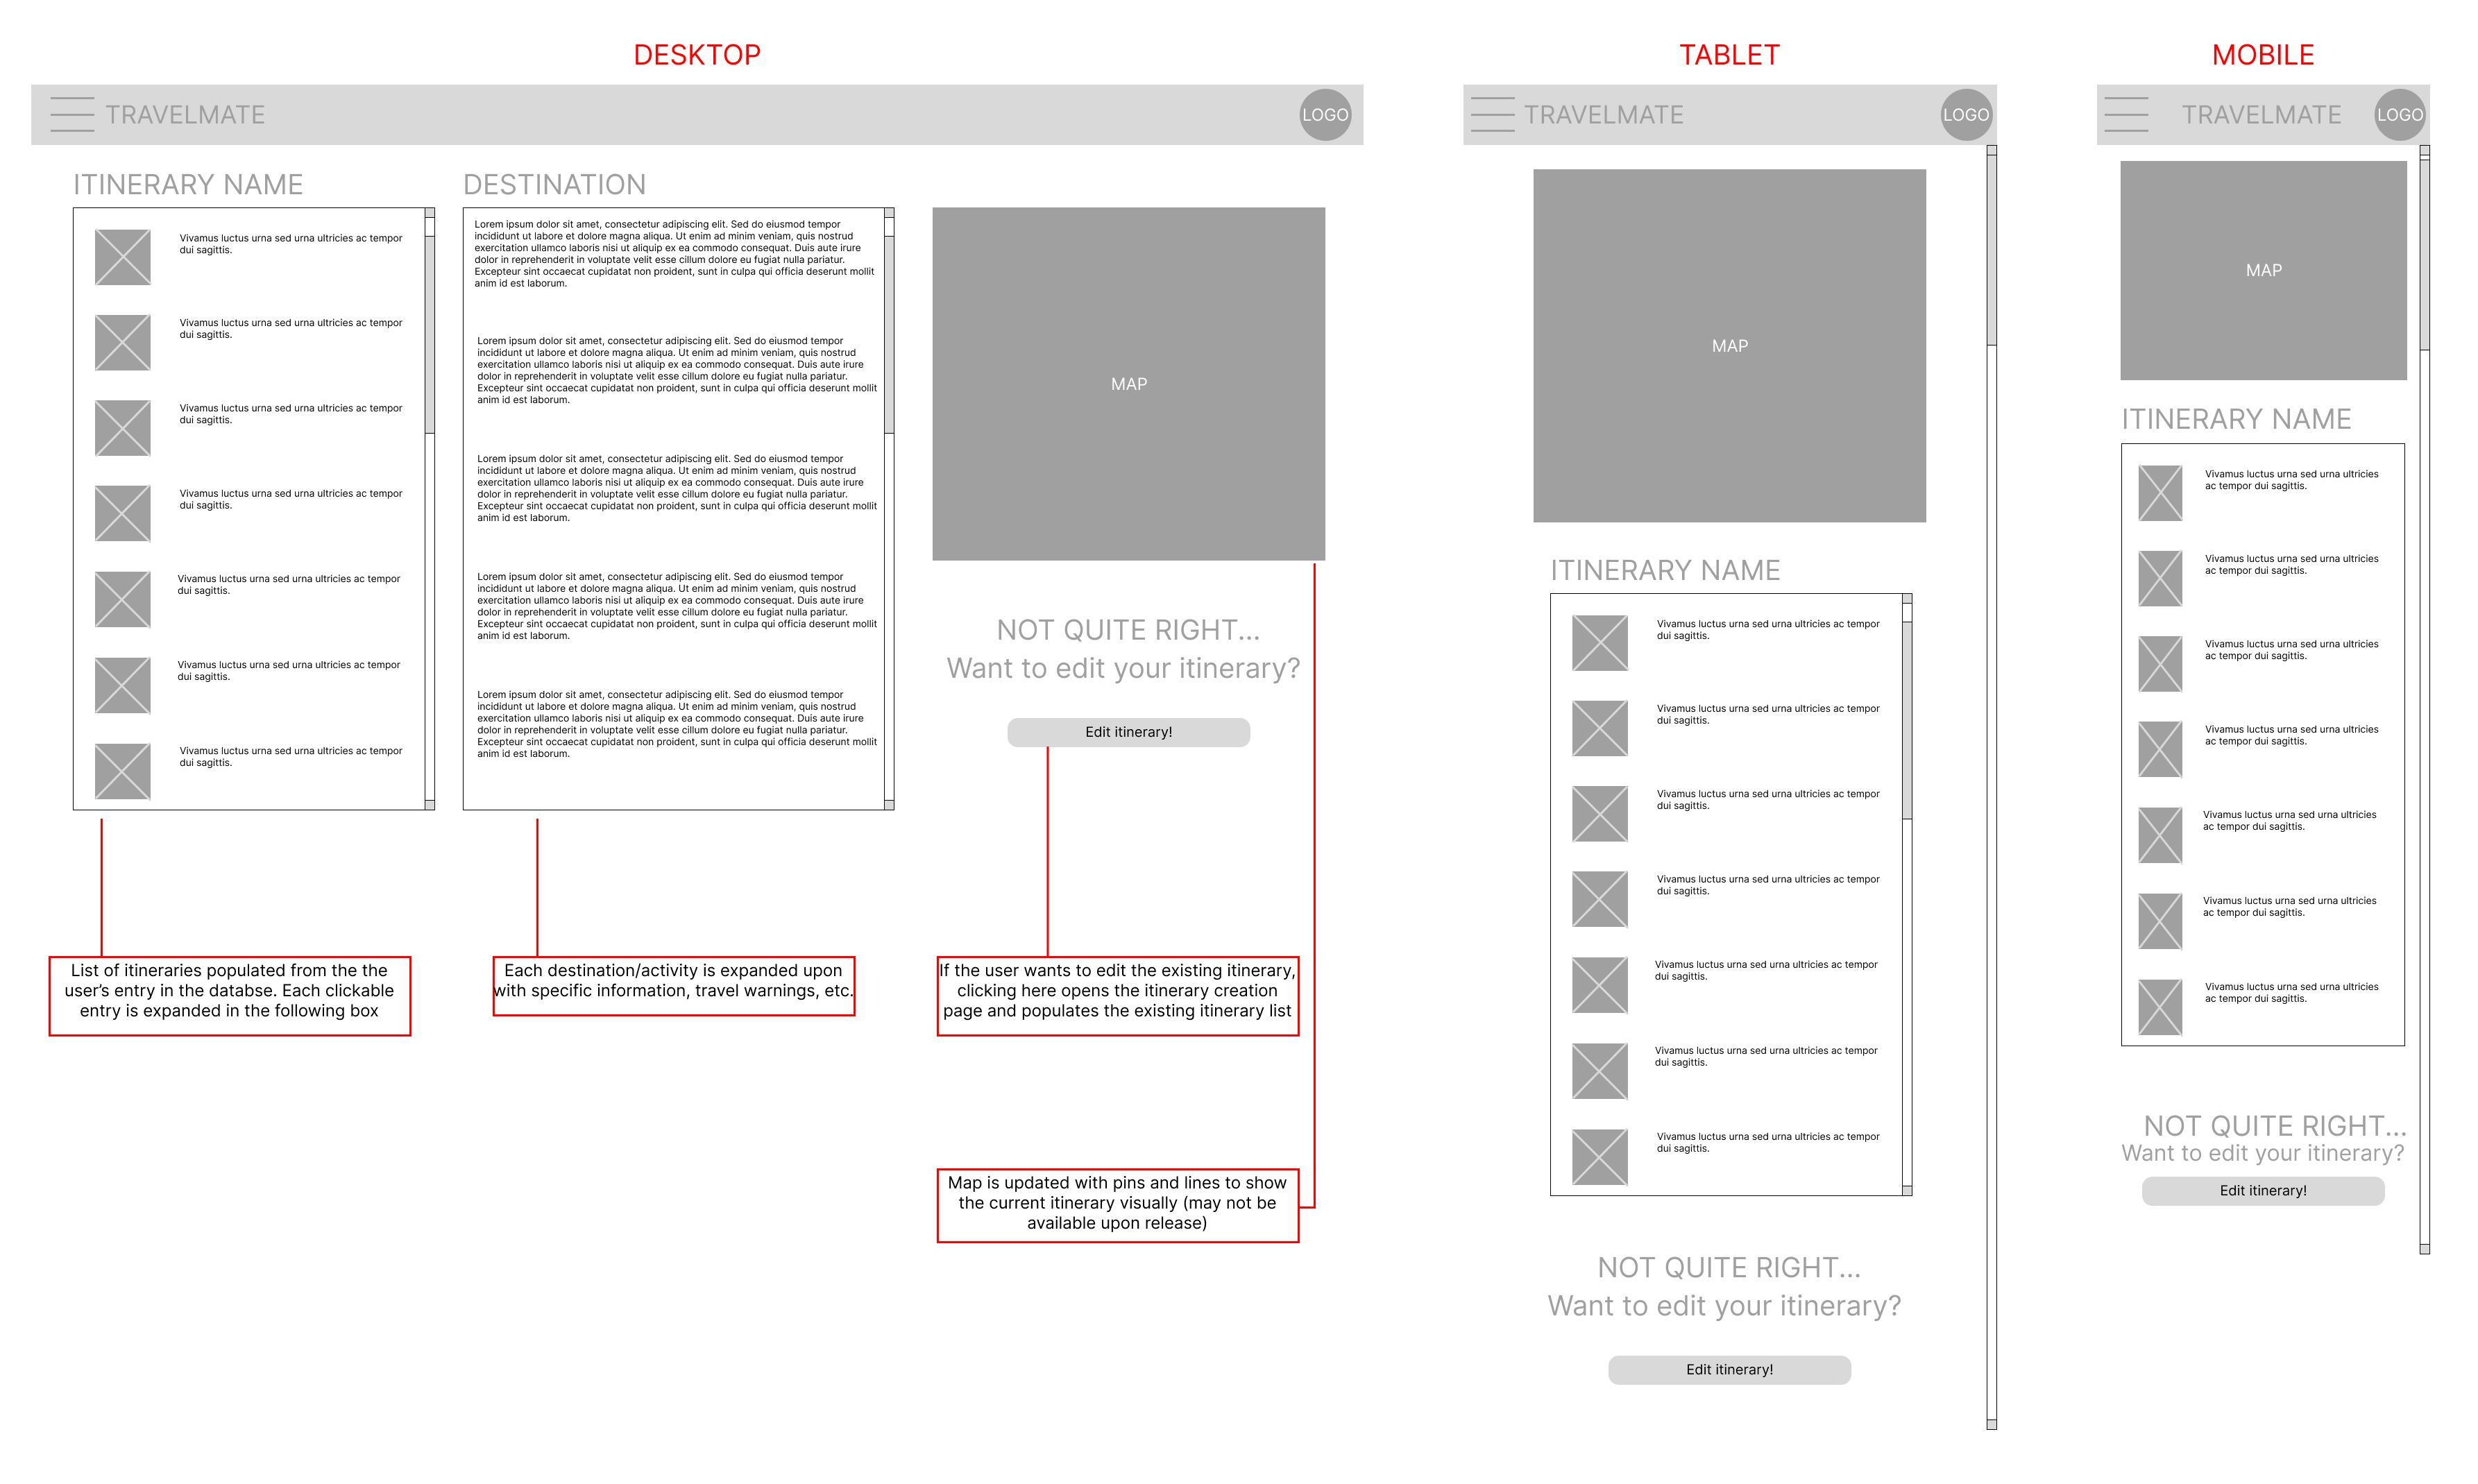 DESKTOP
TRAVELMATE
LOGO
ITINERARY NAME
Vivamus luctus urna sed urna ultricies ac tempor
dui sagittis.
Vivamus luctus urna sed urna ultricies ac tempor
dui sagittis.
Vivamus luctus urna sed urna ultricies ac tempor
dui sagittis.
Vivamus luctus urna sed urna ultricies ac tempor
dui sagittis.
Vivamus luctus urna sed urna ultricies ac tempor
dui sagittis.
Vivamus luctus urna sed urna ultricies ac tempor
dui sagittis.
Vivamus luctus urna sed urna ultricies ac tempor
dui sagittis.
DESTINATION
Lorem ipsum dolor sit amet, consectetur adipiscing elit. Sed do eiusmod tempor
incididunt ut labore et dolore magna aliqua. Ut enim ad minim veniam, quis nostrud
exercitation ullamco laboris nisi ut aliquip ex ea commodo consequat. Duis aute irure
dolor in reprehenderit in voluptate velit esse cillum dolore eu fugiat nulla pariatur.
Excepteur sint occaecat cupidatat non proident, sunt in culpa qui officia deserunt mollit
anim id est laborum.
Lorem ipsum dolor sit amet, consectetur adipiscing elit. Sed do eiusmod tempor
incididunt ut labore et dolore magna aliqua. Ut enim ad minim veniam, quis nostrud
exercitation ullamco laboris nisi ut aliquip ex ea commodo consequat. Duis aute irure
dolor in reprehenderit in voluptate velit esse cillum dolore eu fugiat nulla pariatur.
Excepteur sint occaecat cupidatat non proident, sunt in culpa qui officia deserunt mollit
anim id est laborum.
Lorem ipsum dolor sit amet, consectetur adipiscing elit. Sed do eiusmod tempor
incididunt ut labore et dolore magna aliqua. Ut enim ad minim veniam, quis nostrud
exercitation ullamco laboris nisi ut aliquip ex ea commodo consequat. Duis aute irure
dolor in reprehenderit in voluptate velit esse cillum dolore eu fugiat nulla pariatur.
Excepteur sint occaecat cupidatat non proident, sunt in culpa qui officia deserunt mollit
anim id est laborum.
Lorem ipsum dolor sit amet, consectetur adipiscing elit. Sed do eiusmod tempor
incididunt ut labore et dolore magna aliqua. Ut enim ad minim veniam, quis nostrud
exercitation ullamco laboris nisi ut aliquip ex ea commodo consequat. Duis aute irure
dolor in reprehenderit in voluptate velit esse cillum dolore eu fugiat nulla pariatur.
Excepteur sint occaecat cupidatat non proident, sunt in culpa qui officia deserunt mollit
anim id est laborum.
Lorem ipsum dolor sit amet, consectetur adipiscing elit. Sed do eiusmod tempor
incididunt ut labore et dolore magna aliqua. Ut enim ad minim veniam, quis nostrud
exercitation ullamco laboris nisi ut aliquip ex ea commodo consequat. Duis aute irure
dolor in reprehenderit in voluptate velit esse cillum dolore eu fugiat nulla pariatur.
Excepteur sint occaecat cupidatat non proident, sunt in culpa qui officia deserunt mollit
anim id est laborum.
MAP
NOT QUITE RIGHT...
Want to edit your itinerary?
Edit itinerary!
List of itineraries populated from the the
user’s entry in the databse. Each clickable
entry is expanded in the following box
Each destination/activity is expanded upon
with specific information, travel warnings, etc.
If the user wants to edit the existing itinerary,
clicking here opens the itinerary creation
page and populates the existing itinerary list
Map is updated with pins and lines to show
the current itinerary visually (may not be
available upon release)
TABLET
TRAVELMATE
LOGO
MAP
ITINERARY NAME
Vivamus luctus urna sed urna ultricies ac tempor
dui sagittis.
Vivamus luctus urna sed urna ultricies ac tempor
dui sagittis.
Vivamus luctus urna sed urna ultricies ac tempor
dui sagittis.
Vivamus luctus urna sed urna ultricies ac tempor
dui sagittis.
Vivamus luctus urna sed urna ultricies ac tempor
dui sagittis.
Vivamus luctus urna sed urna ultricies ac tempor
dui sagittis.
Vivamus luctus urna sed urna ultricies ac tempor
dui sagittis.
NOT QUITE RIGHT...
Want to edit your itinerary?
Edit itinerary!
MOBILE
TRAVELMATE
LOGO
MAP
ITINERARY NAME
Vivamus luctus urna sed urna ultricies
ac tempor dui sagittis.
Vivamus luctus urna sed urna ultricies
ac tempor dui sagittis.
Vivamus luctus urna sed urna ultricies
ac tempor dui sagittis.
Vivamus luctus urna sed urna ultricies
ac tempor dui sagittis.
Vivamus luctus urna sed urna ultricies
ac tempor dui sagittis.
Vivamus luctus urna sed urna ultricies
ac tempor dui sagittis.
Vivamus luctus urna sed urna ultricies
ac tempor dui sagittis.
NOT QUITE RIGHT...
Want to edit your itinerary?
Edit itinerary!